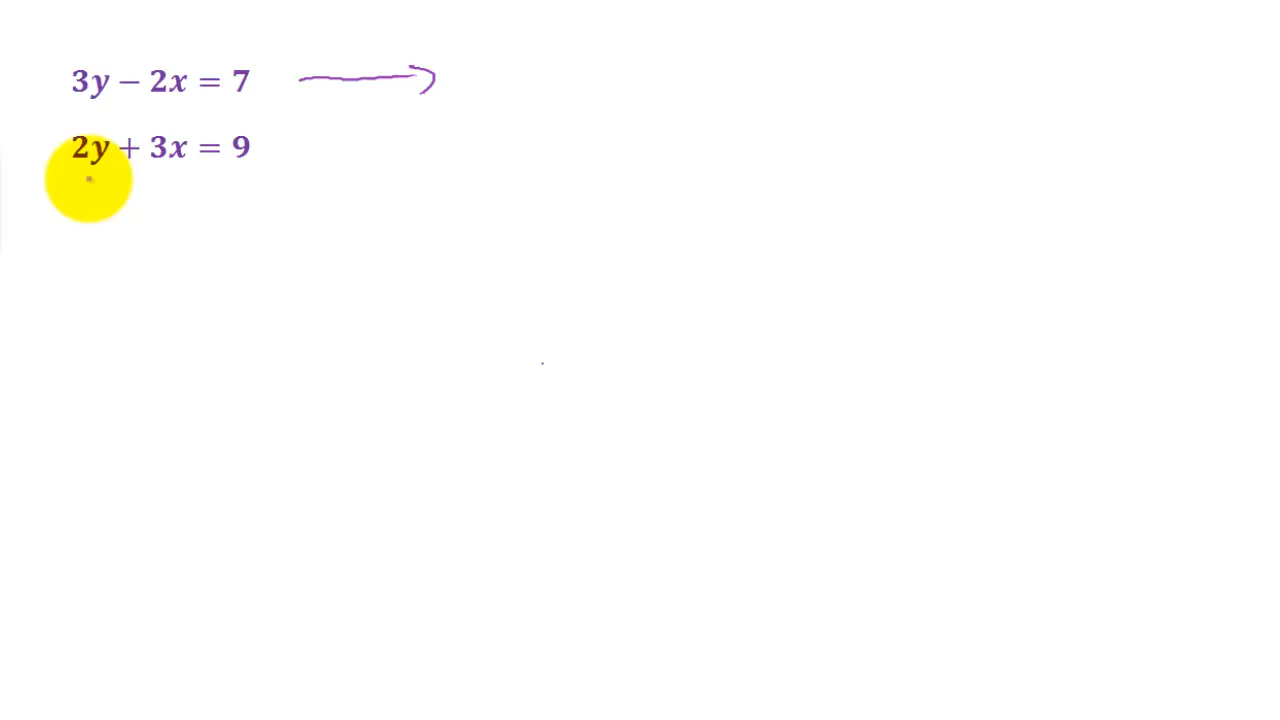 3y − 2x = 7
2y + 3x = 9